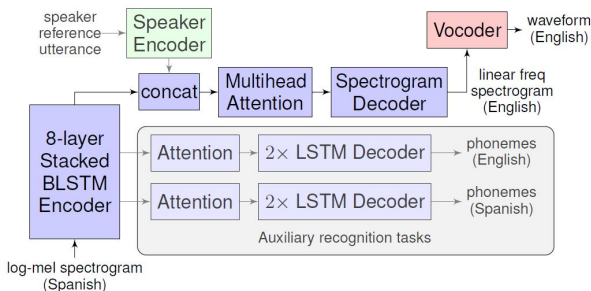 speaker
reference
utterance
Speaker
Encoder
Vocoder
waveform
(English)
concat
Multihead
Attention
Spectrogram
Decoder
linear freq
spectrogram
(English)
8-layer
Stacked
BLSTM
Encoder
Attention
2× LSTM Decoder
phonemes
(English)
Attention
2× LSTM Decoder
phonemes
(Spanish)
Auxiliary recognition tasks
log-mel spectrogram
(Spanish)